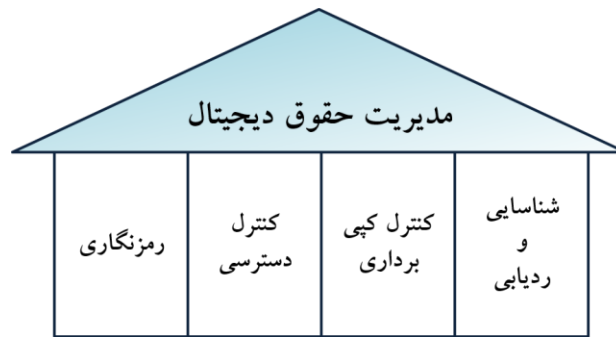 مدیریت حقوق دیجیتال
شناسایی
و
ردیابی
کنترل کپی
برداری
کنترل
دسترسی
رمزنگاری